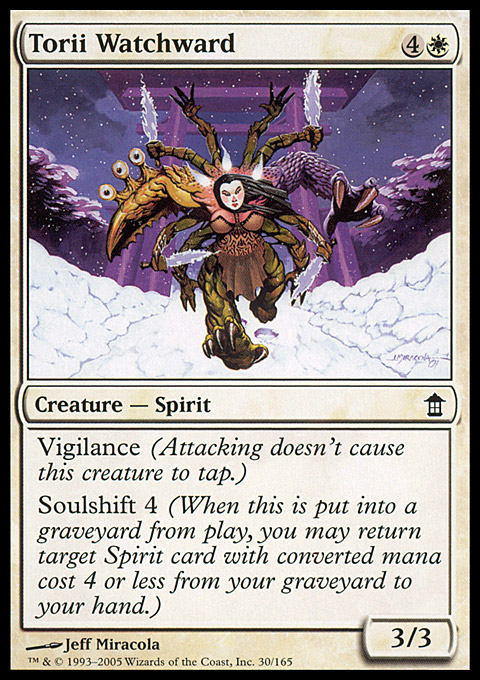 Torii Watchward 4
Creature — Spirit
Vigilance (Attacking doesn't cause
this creature to tap.)
Soulshift 4 (When this is put into a
graveyard from play, you may return
target Spirit card with converted mana
cost 4 or less from your graveyard to
your hand.)
3/3
Jeff Miracola
™ & © 1993–2005 Wizards of the Coast, Inc. 30/165